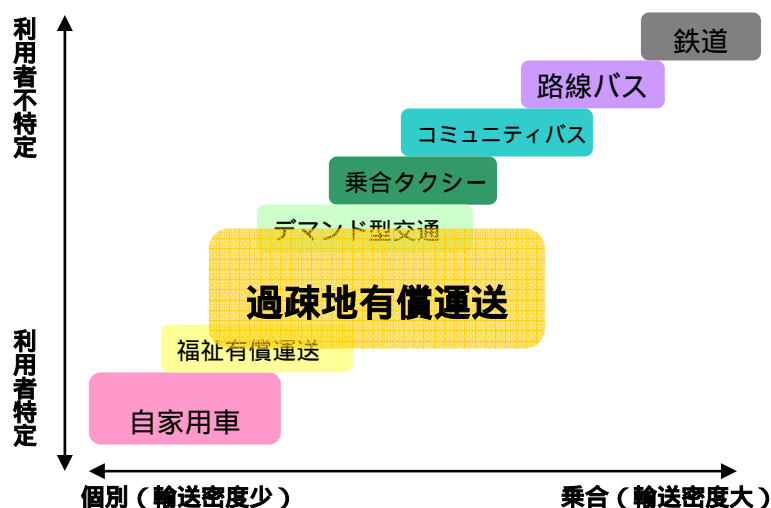 利用者不特定
鉄道
路線バス
コミュニティバス
乗合タクシー
デマンド型交通
過疎地有償運送
福祉有償運送
利用者特定
自家用車
個別(輸送密度少)
乗合(輸送密度大)